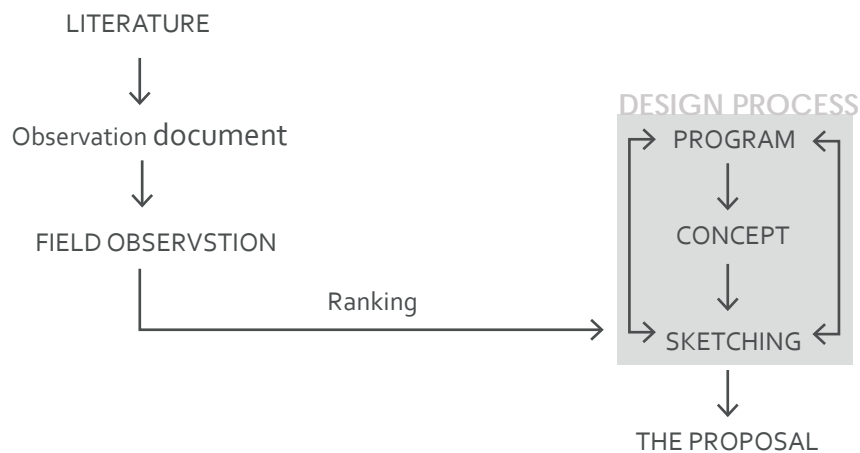 LITERATURE
Observation document
FIELD OBSERVSTION
Ranking
DESIGN PROCESS
PROGRAM
CONCEPT
SKETCHING
THE PROPOSAL